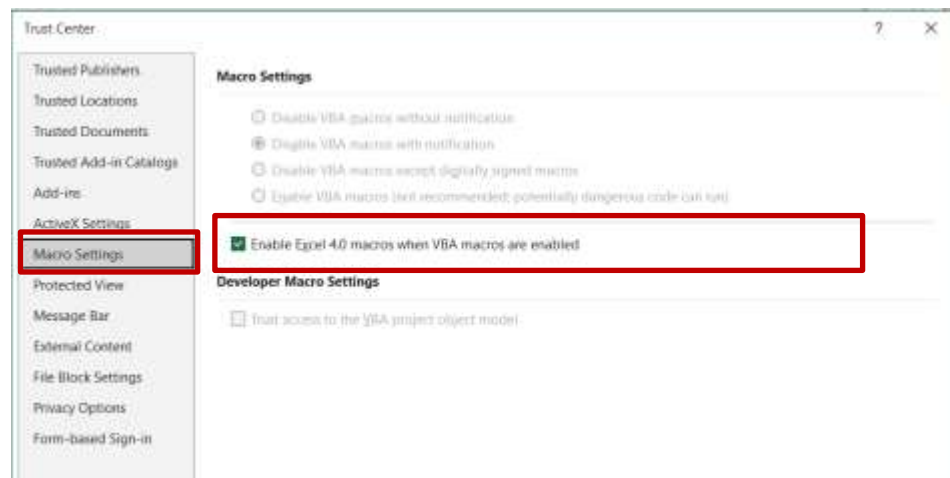 Trust Center
? ×
Trusted Publishers
Trusted Locations
Trusted Documents
Trusted Add-in Catalogs
Add-ins
ActiveX Settings
Macro Settings
Protected View
Message Bar
External Content
File Block Settings
Privacy Options
Form-based Sign-in
Macro Settings
Disable VBA macros without notification
Disable VBA macros with notification
Disable VBA macros except digitally signed macros
Enable VBA macros (not recommended; potentially dangerous code can run)
Enable Excel 4.0 macros when VBA macros are enabled
Developer Macro Settings
Trust access to the VBA project object model